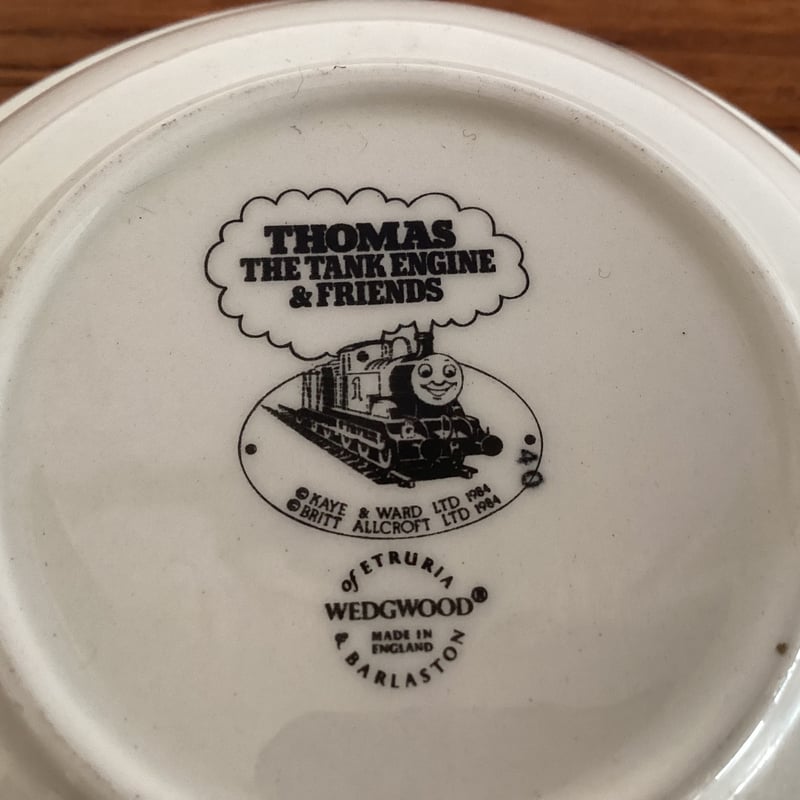 THOMAS
THE TANK ENGINE
& FRIENDS
1
40
©KAYE & WARD LTD 1984
©BRITT ALLCROFT LTD 1984
of ETRURIA
WEDGWOOD®
MADE IN
ENGLAND
& BARLASTON